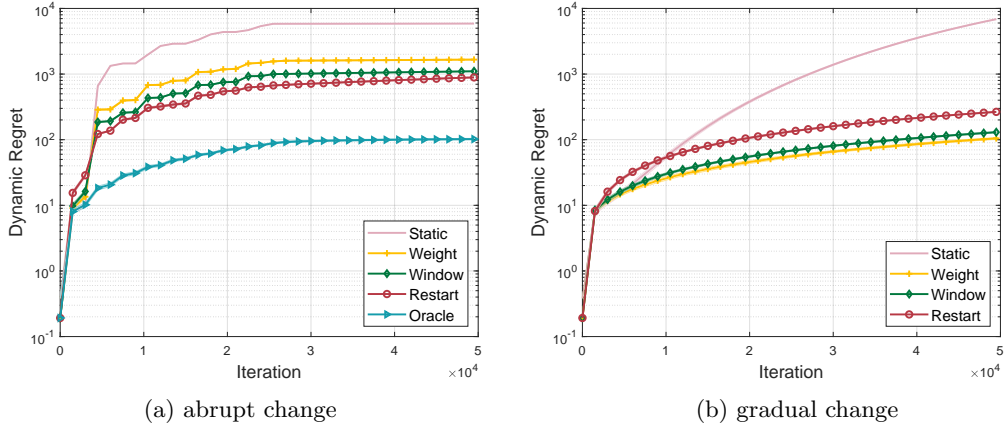 10^4
10^3
10^2
10^1
10^0
10^-1
Dynamic Regret
Static
Weight
Window
Restart
Oracle
0 1 2 3 4 5
Iteration
×10^4
(a) abrupt change
10^4
10^3
10^2
10^1
10^0
10^-1
Dynamic Regret
Static
Weight
Window
Restart
0 1 2 3 4 5
Iteration
×10^4
(b) gradual change